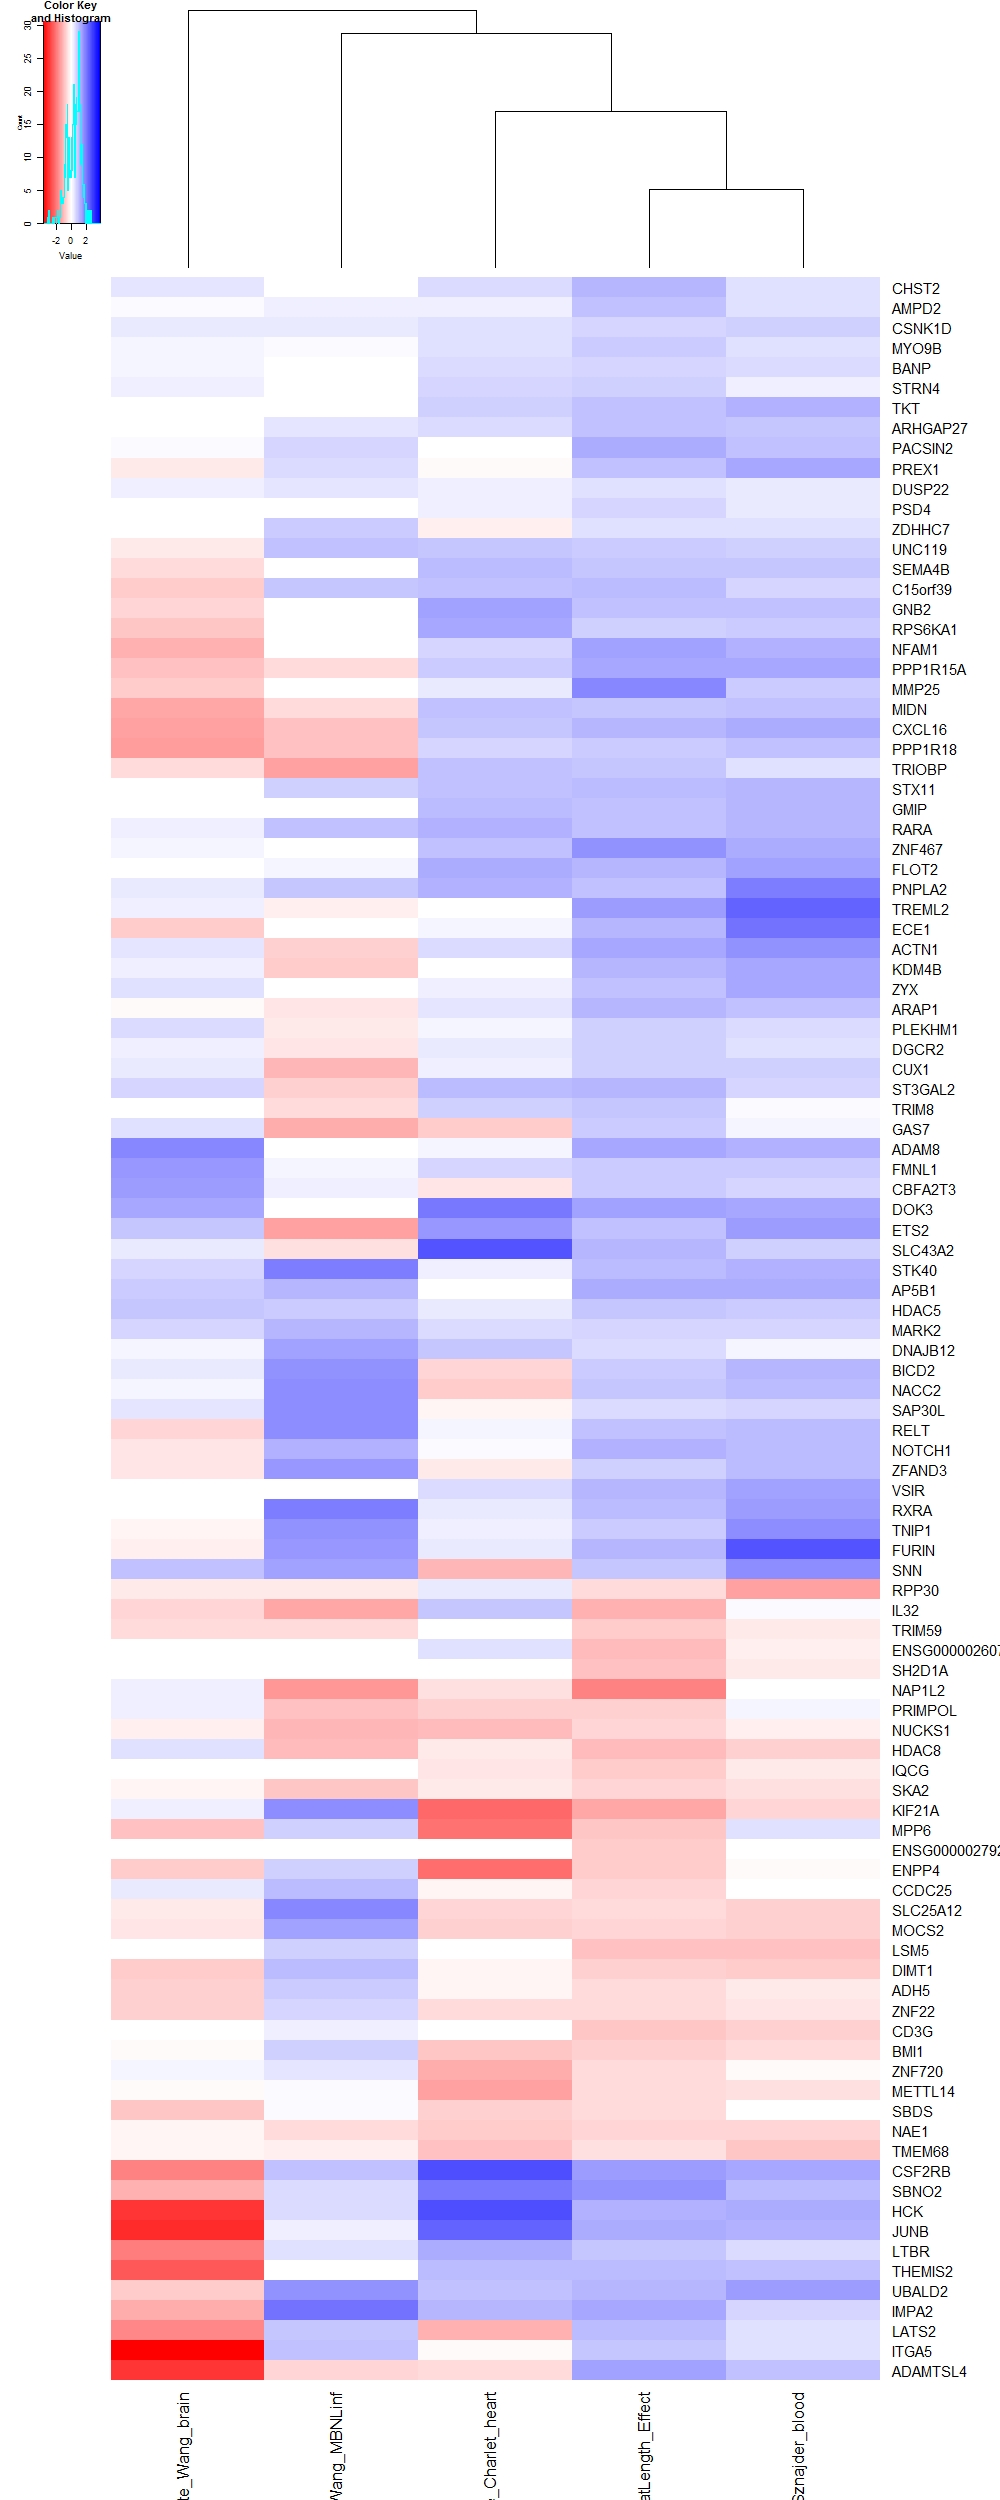 Color Key
and Histogram
30
25
20
15
10
5
0
Count
-2 0 2
Value
CHST2
AMPD2
CSNK1D
MYO9B
BANP
STRN4
TKT
ARHGAP27
PACSIN2
PREX1
DUSP22
PSD4
ZDHHC7
UNC119
SEMA4B
C15orf39
GNB2
RPS6KA1
NFAM1
PPP1R15A
MMP25
MIDN
CXCL16
PPP1R18
TRIOBP
STX11
GMIP
RARA
ZNF467
FLOT2
PNPLA2
TREML2
ECE1
ACTN1
KDM4B
ZYX
ARAP1
PLEKHM1
DGCR2
CUX1
ST3GAL2
TRIM8
GAS7
ADAM8
FMNL1
CBFA2T3
DOK3
ETS2
SLC43A2
STK40
AP5B1
HDAC5
MARK2
DNAJB12
BICD2
NACC2
SAP30L
RELT
NOTCH1
ZFAND3
VSIR
RXRA
TNIP1
FURIN
SNN
RPP30
IL32
TRIM59
ENSG000002607
SH2D1A
NAP1L2
PRIMPOL
NUCKS1
HDAC8
IQCG
SKA2
KIF21A
MPP6
ENSG000002792
ENPP4
CCDC25
SLC25A12
MOCS2
LSM5
DIMT1
ADH5
ZNF22
CD3G
BMI1
ZNF720
METTL14
SBDS
NAE1
TMEM68
CSF2RB
SBNO2
HCK
JUNB
LTBR
THEMIS2
UBALD2
IMPA2
LATS2
ITGA5
ADAMTSL4
te_Wang_brain
Wang_MBNLinf
_Charlet_heart
atLength_Effect
Sznajder_blood